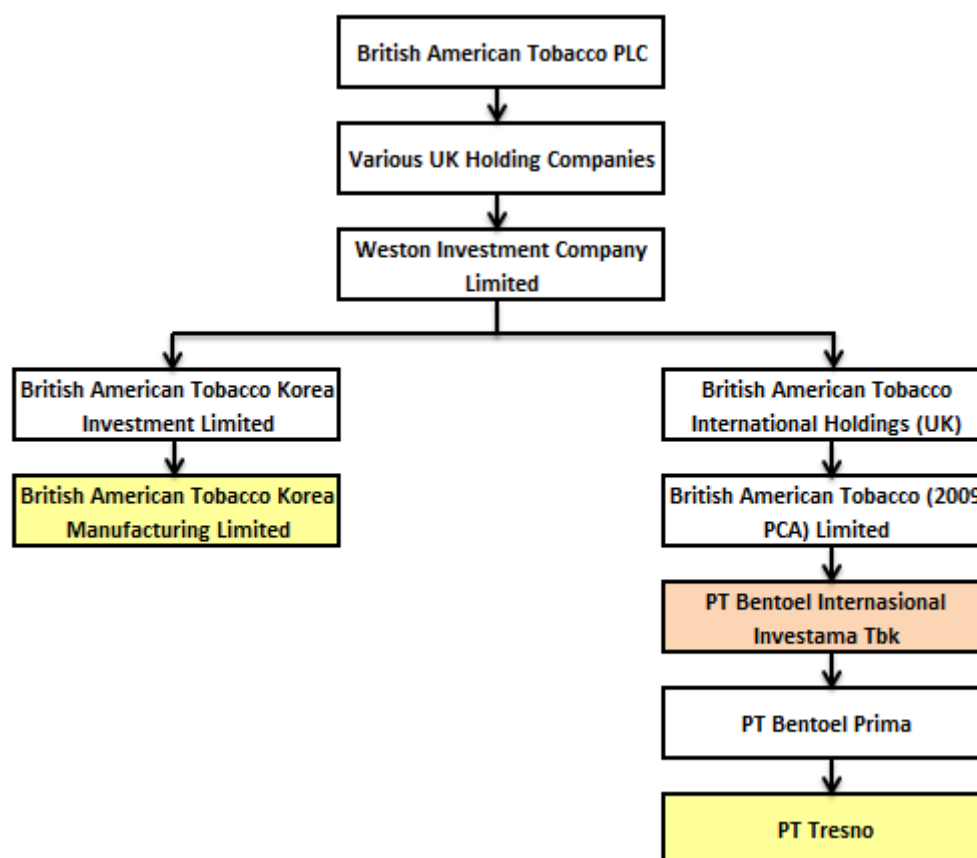 British American Tobacco PLC
Various UK Holding Companies
Weston Investment Company
Limited
British American Tobacco Korea
Investment Limited
British American Tobacco
International Holdings (UK)
British American Tobacco Korea
Manufacturing Limited
British American Tobacco (2009
PCA) Limited
PT Bentoel Internasional
Investama Tbk
PT Bentoel Prima
PT Tresno